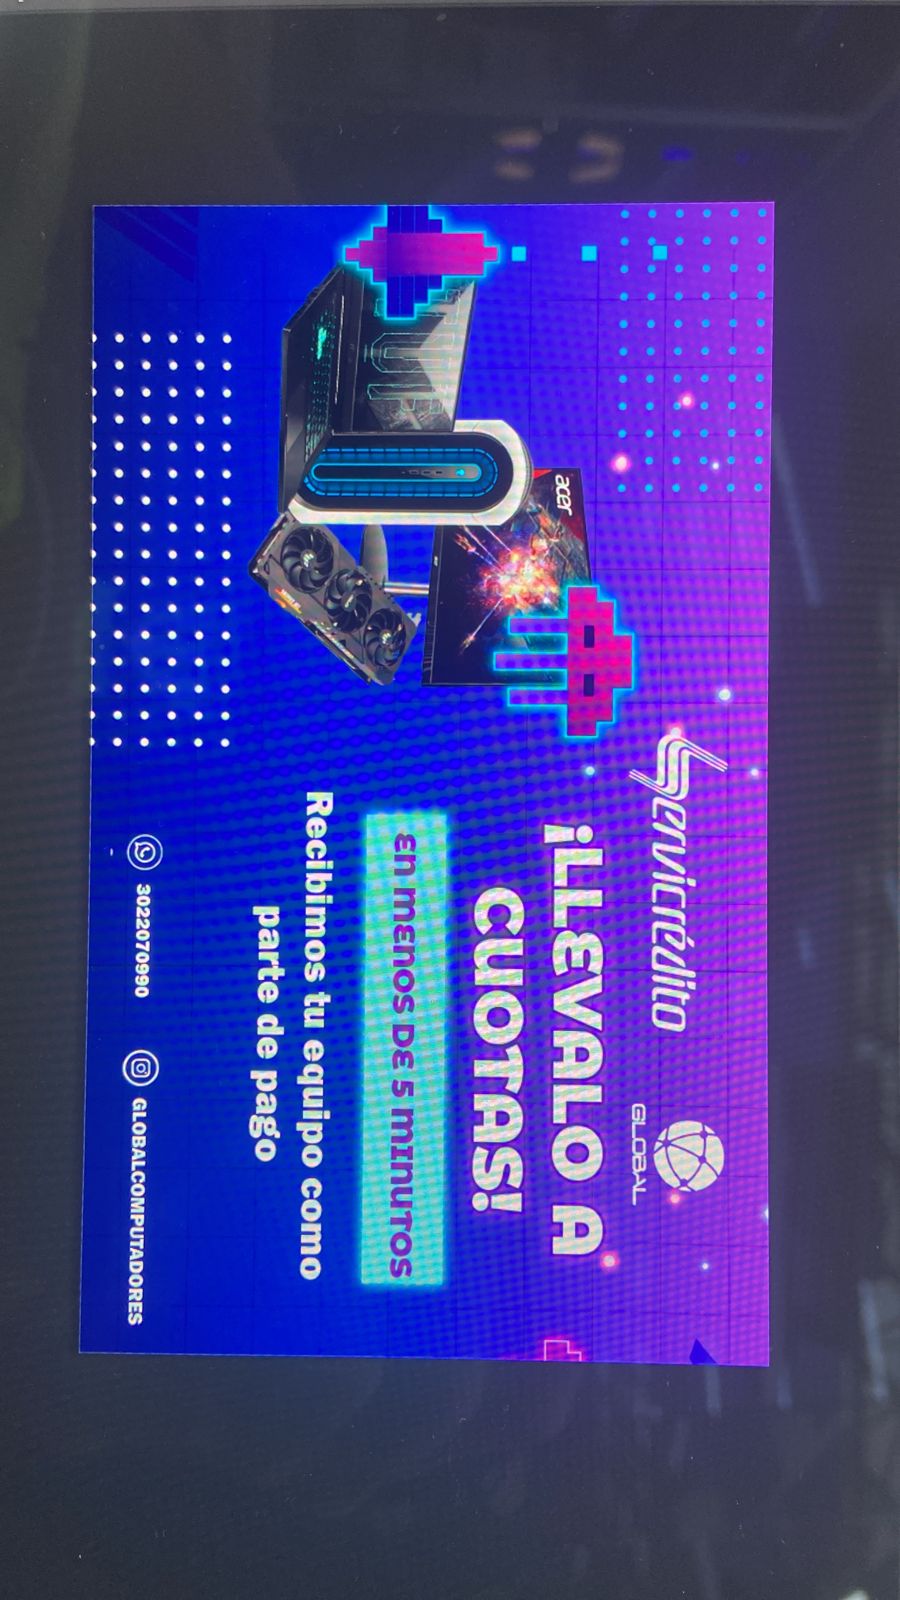 Servicrédito
GLOBAL
¡LLEVALO A
CUOTAS!
En MENOS DE 5 MINUTOS
Recibimos tu equipo como
parte de pago
3022070990
GLOBALCOMPUTADORES
acer
TUF